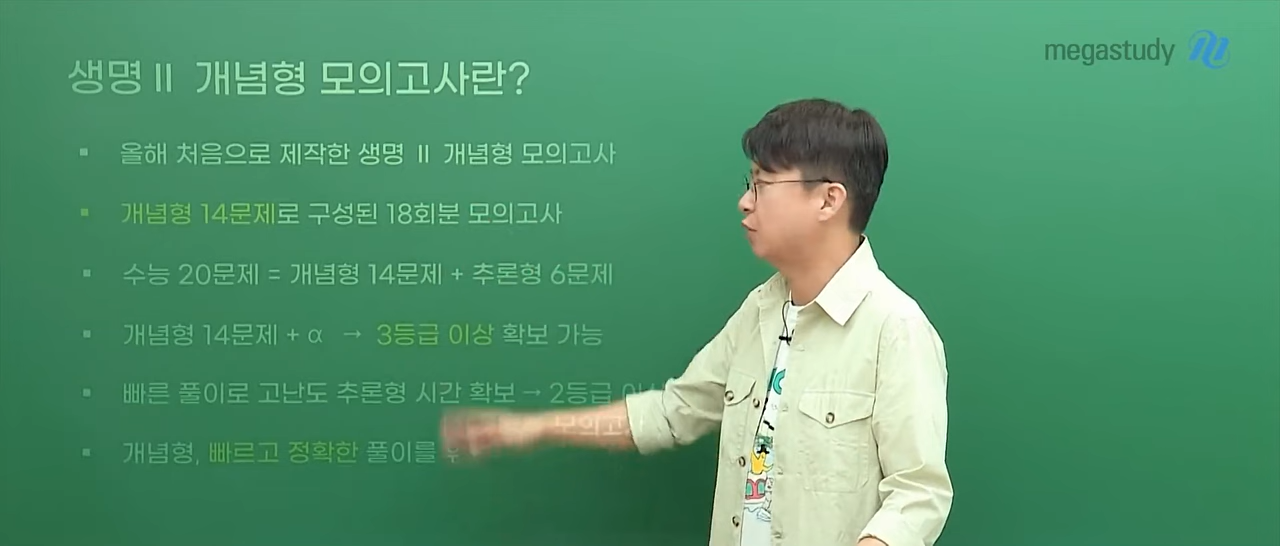 생명Ⅱ 개념형 모의고사란?
megastudy
▪ 올해 처음으로 제작한 생명 Ⅱ 개념형 모의고사
▪ 개념형 14문제로 구성된 18회분 모의고사
▪ 수능 20문제 = 개념형 14문제 + 추론형 6문제
▪ 개념형 14문제 + α → 3등급 이상 확보 가능
▪ 빠른 풀이로 고난도 추론형 시간 확보 → 2등급 이상
▪ 개념형, 빠르고 정확한 풀이를